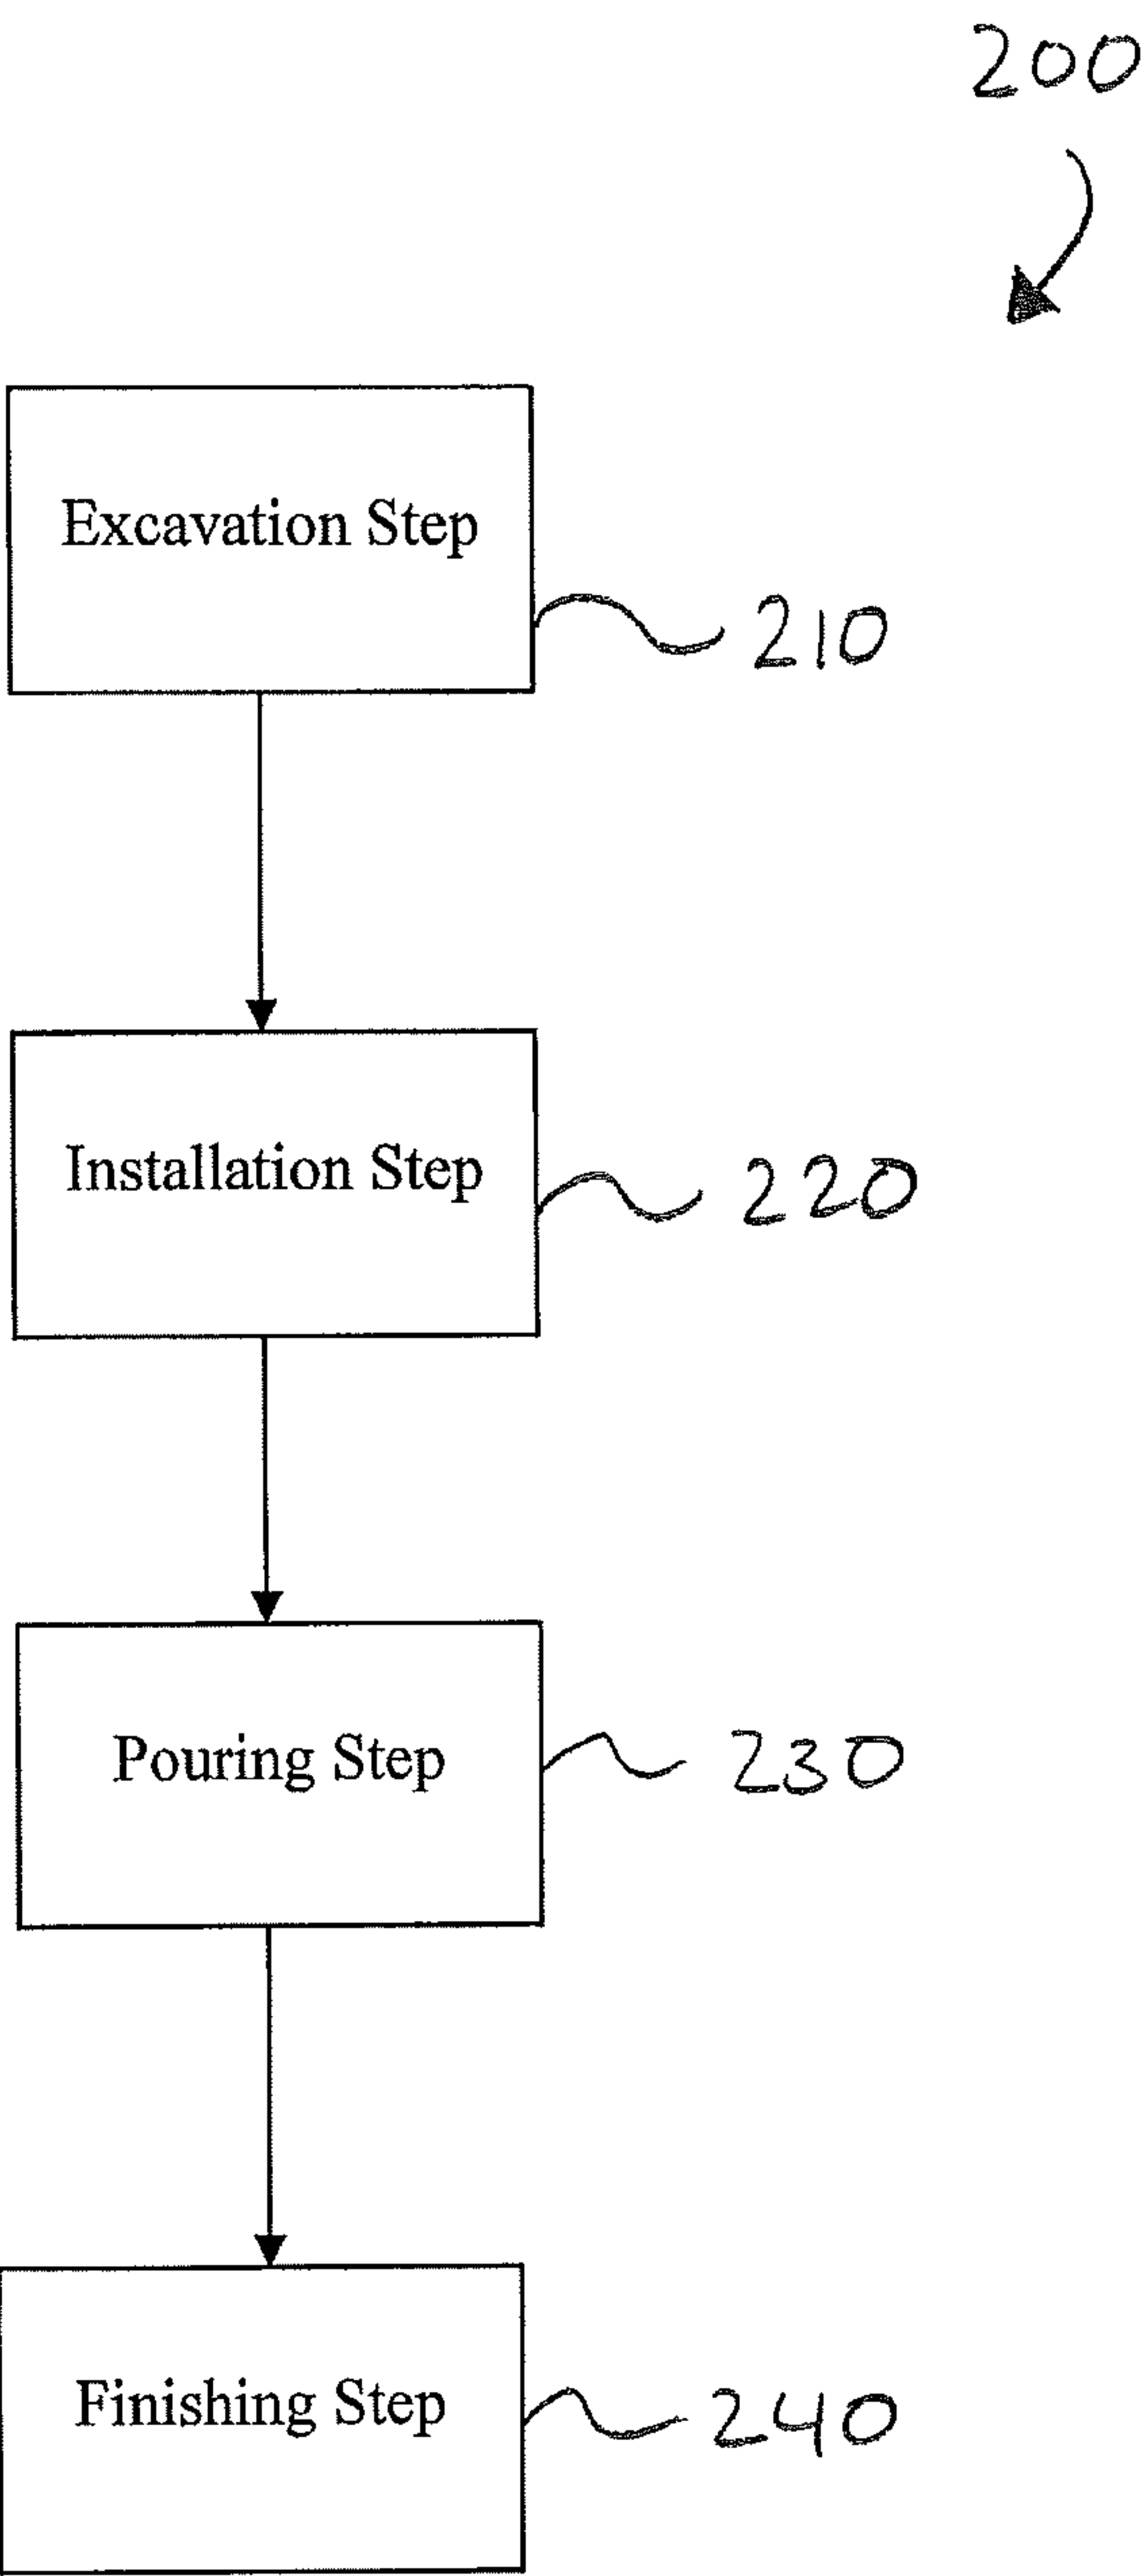 200
Excavation Step
210
Installation Step
220
Pouring Step
230
Finishing Step
240